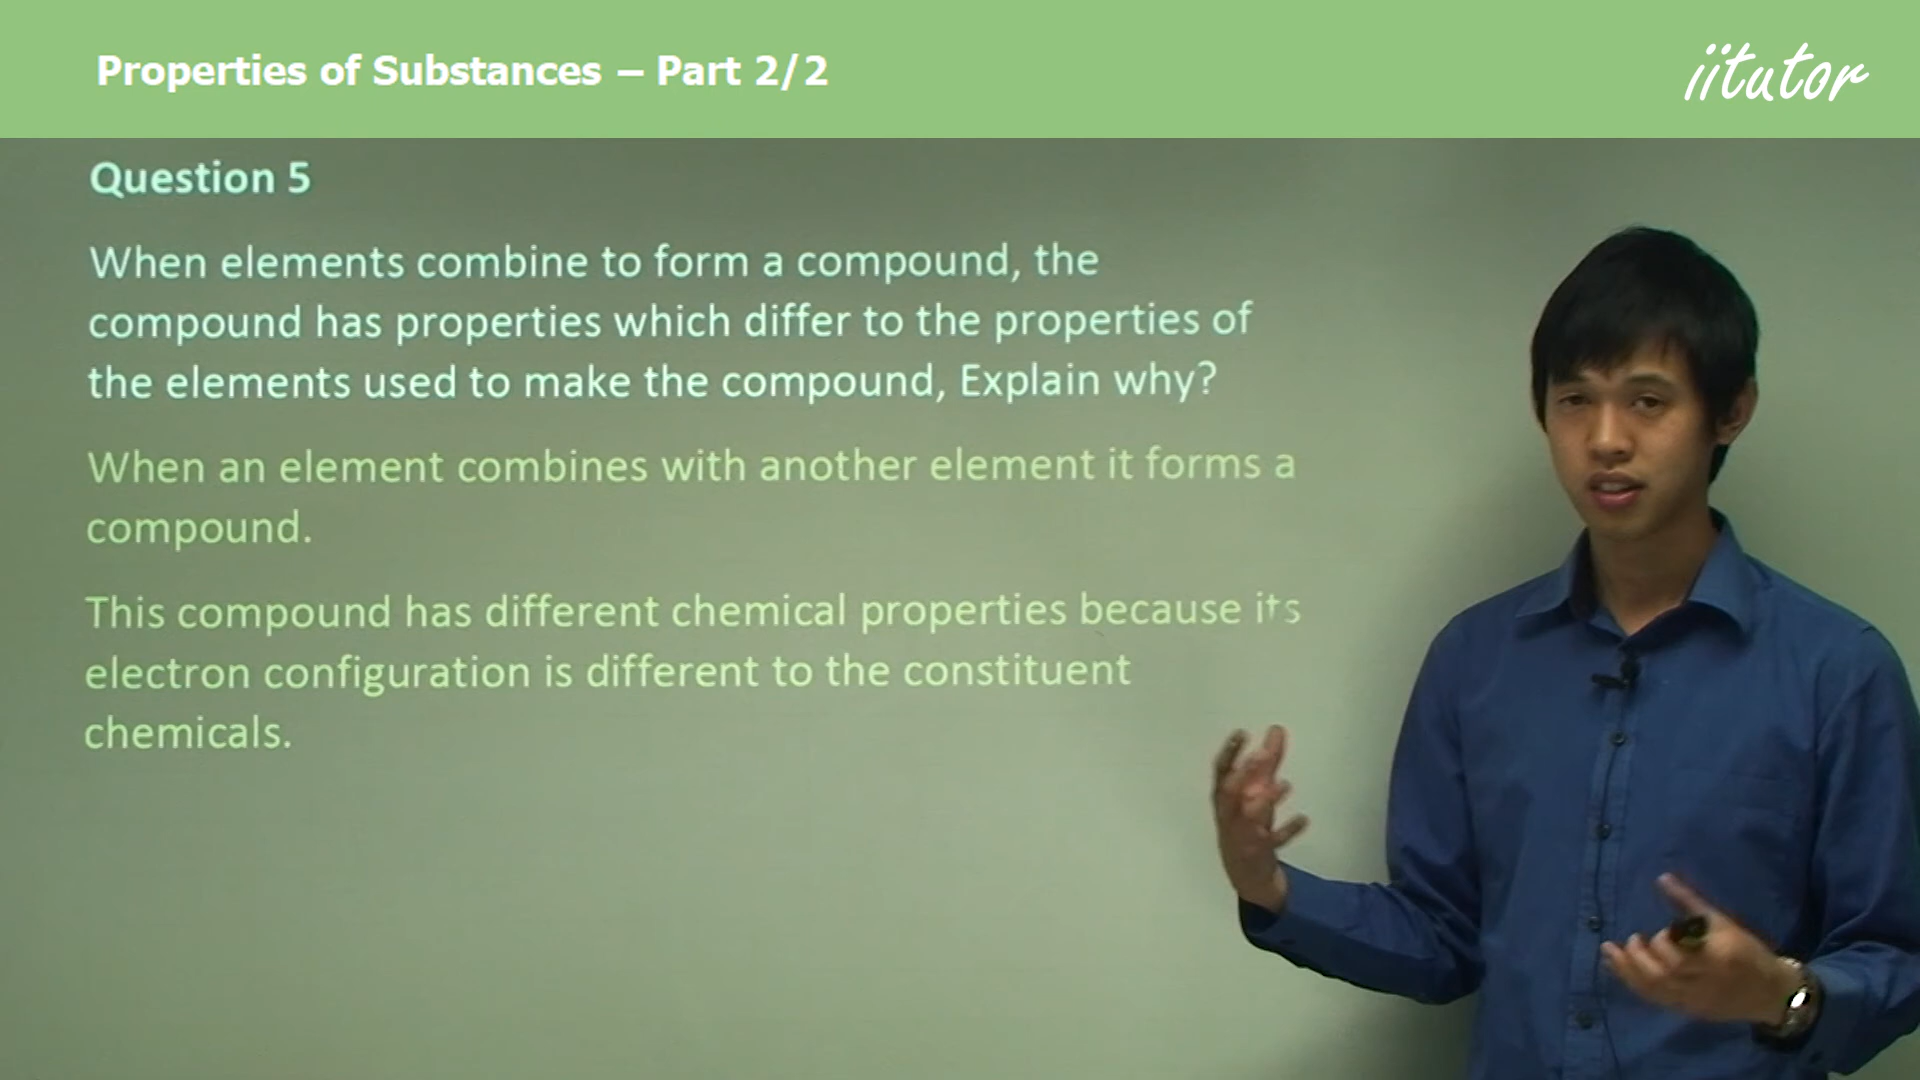 Properties of Substances – Part 2/2
iitutor
Question 5
When elements combine to form a compound, the
compound has properties which differ to the properties of
the elements used to make the compound, Explain why?
When an element combines with another element it forms a
compound.
This compound has different chemical properties because its
electron configuration is different to the constituent
chemicals.